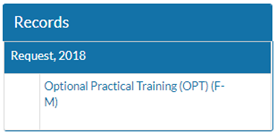 Records
Request, 2018
Optional Practical Training (OPT) (F-
M)